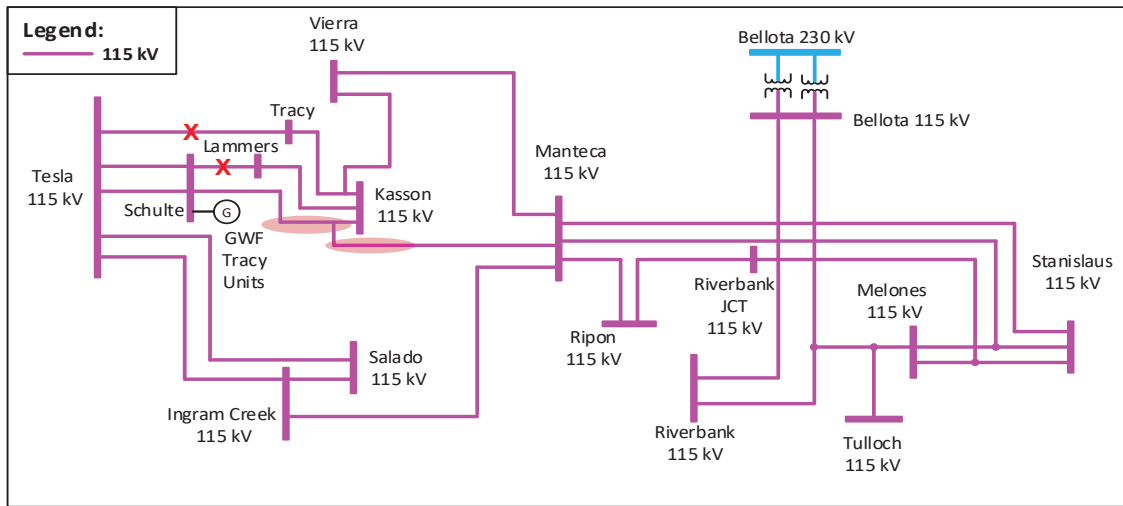 Legend:
115 kV
Vierra
115 kV
Bellota 230 kV
Bellota 115 kV
Tracy
X
Lammers
X
Tesla
115 kV
Schulte
G
GWF
Tracy
Units
Kasson
115 kV
Manteca
115 kV
Stanislaus
115 kV
Riverbank
JCT
115 kV
Melones
115 kV
Ripon
115 kV
Salado
115 kV
Ingram Creek
115 kV
Riverbank
115 kV
Tulloch
115 kV